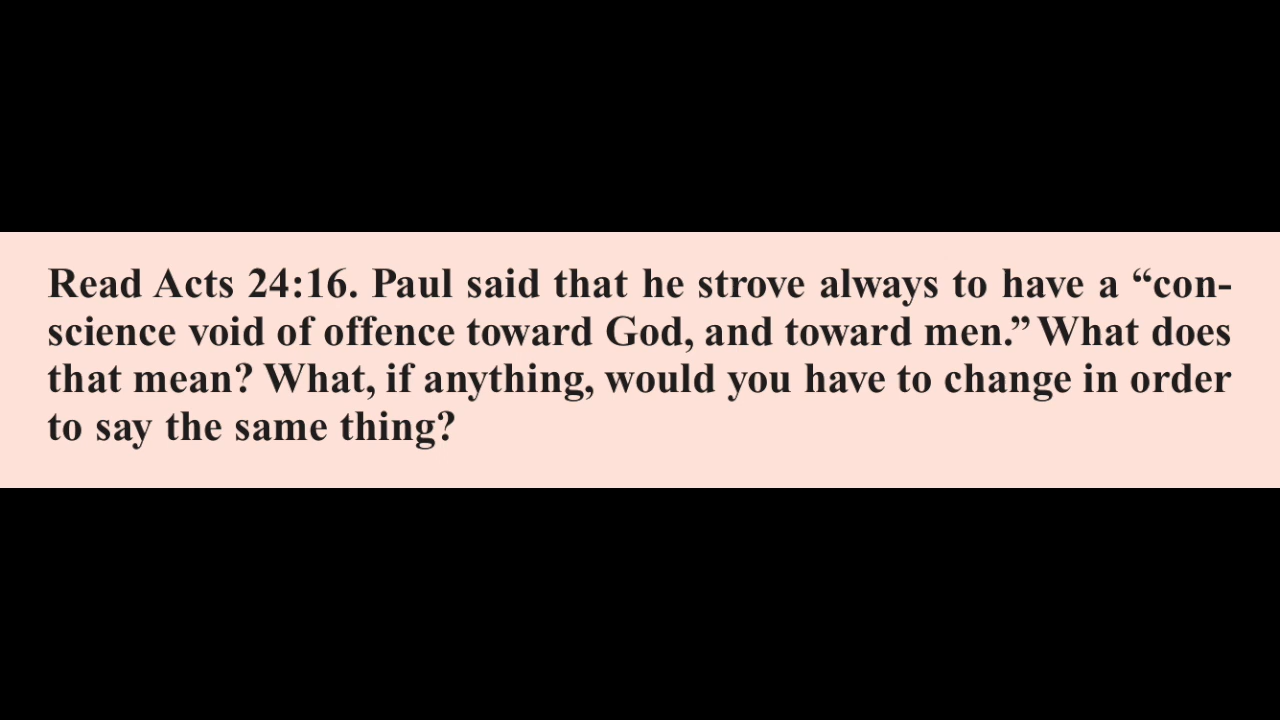 Read Acts 24:16. Paul said that he strove always to have a “con-
science void of offence toward God, and toward men.” What does
that mean? What, if anything, would you have to change in order
to say the same thing?